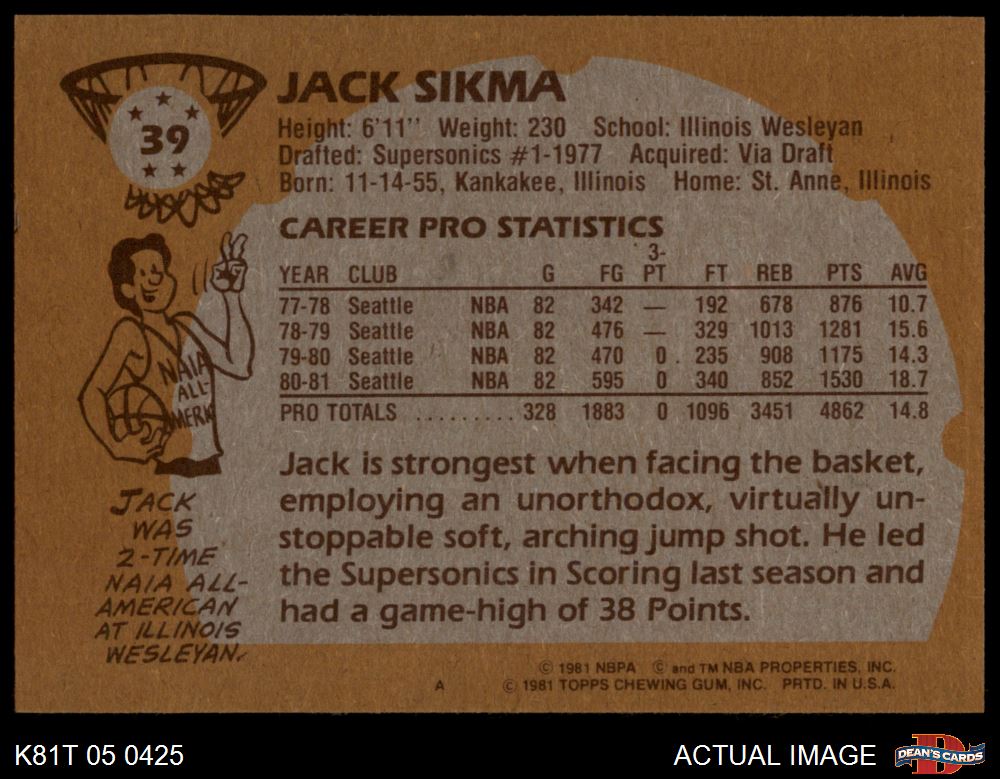 39
JACK SIKMA
Height: 6'11" Weight: 230 School: Illinois Wesleyan
Drafted: Supersonics #1-1977 Acquired: Via Draft
Born: 11-14-55, Kankakee, Illinois Home: St. Anne, Illinois
CAREER PRO STATISTICS
YEAR CLUB G FG 3-PT FT REB PTS AVG
77-78 Seattle NBA 82 342 — 192 678 876 10.7
78-79 Seattle NBA 82 476 — 329 1013 1281 15.6
79-80 Seattle NBA 82 470 0 235 908 1175 14.3
80-81 Seattle NBA 82 595 0 340 852 1530 18.7
PRO TOTALS ......... 328 1883 0 1096 3451 4862 14.8
NAIA
ALL-
AMERI
JACK
WAS
2-TIME
NAIA ALL-
AMERICAN
AT ILLINOIS
WESLEYAN.
Jack is strongest when facing the basket,
employing an unorthodox, virtually un-
stoppable soft, arching jump shot. He led
the Supersonics in Scoring last season and
had a game-high of 38 Points.
© 1981 NBPA © and TM NBA PROPERTIES, INC.
A © 1981 TOPPS CHEWING GUM, INC. PRTD. IN U.S.A.
K81T 05 0425
ACTUAL IMAGE
D
DEAN'S CARDS